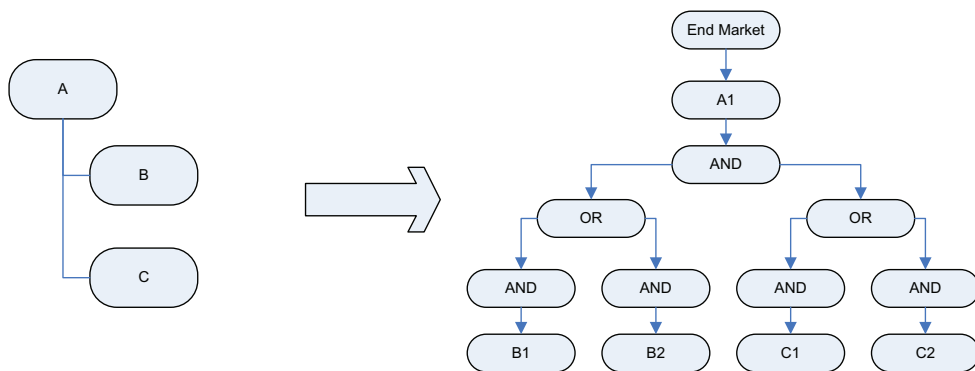 A
B
C
End Market
A1
AND
OR
OR
AND
AND
AND
AND
B1
B2
C1
C2